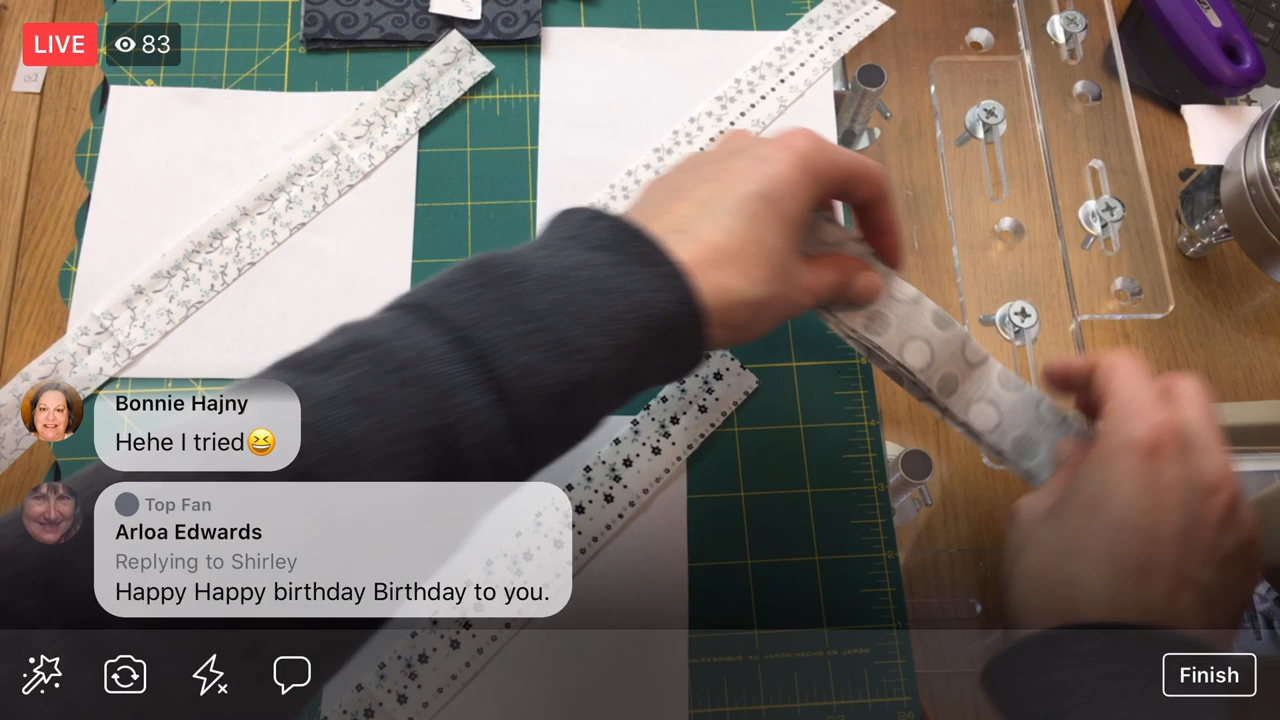 LIVE
83
Bonnie Hajny
Hehe I tried😆
Top Fan
Arloa Edwards
Replying to Shirley
Happy Happy birthday Birthday to you.
Finish